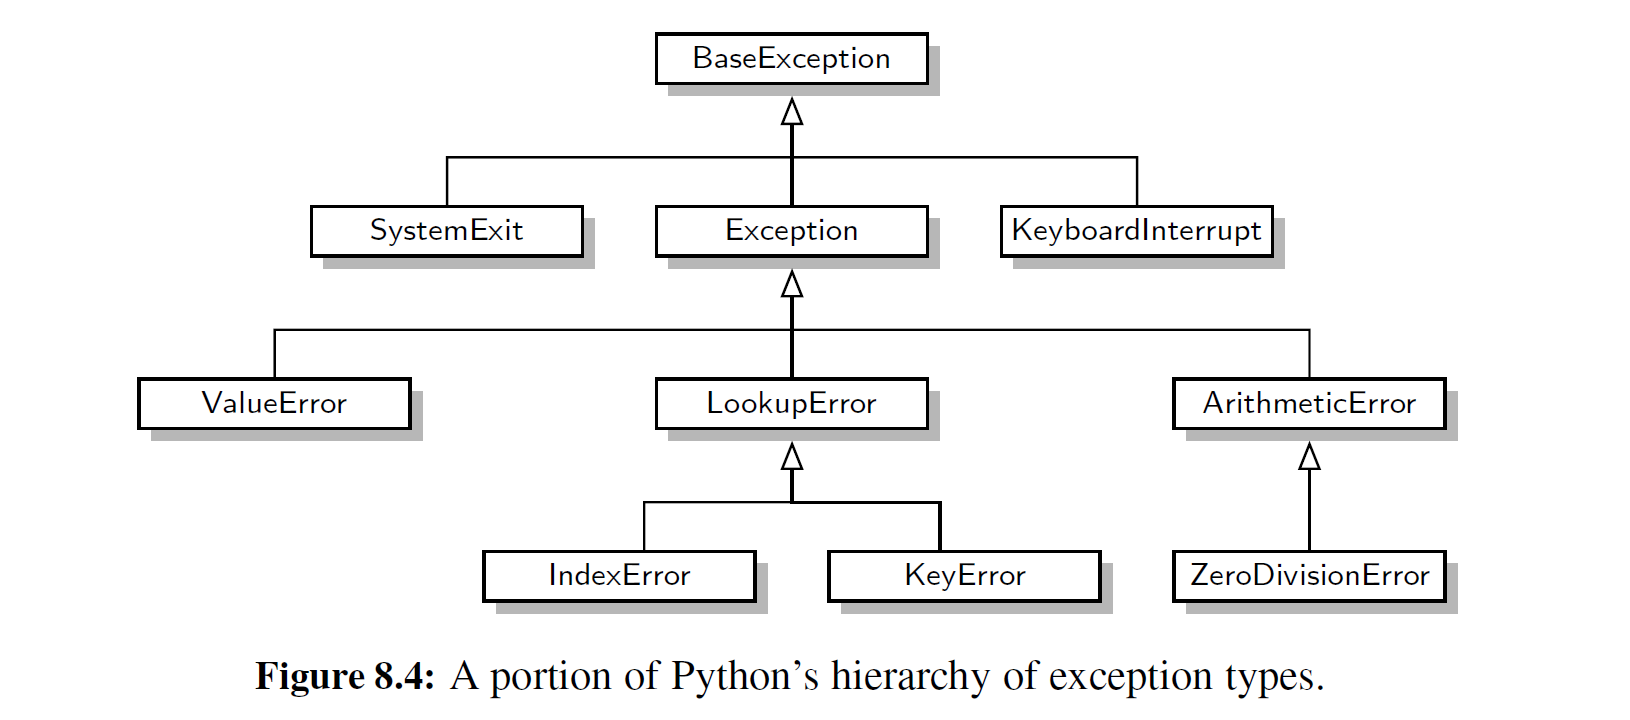 BaseException
SystemExit
Exception
KeyboardInterrupt
ValueError
LookupError
ArithmeticError
IndexError
KeyError
ZeroDivisionError
Figure 8.4: A portion of Python’s hierarchy of exception types.